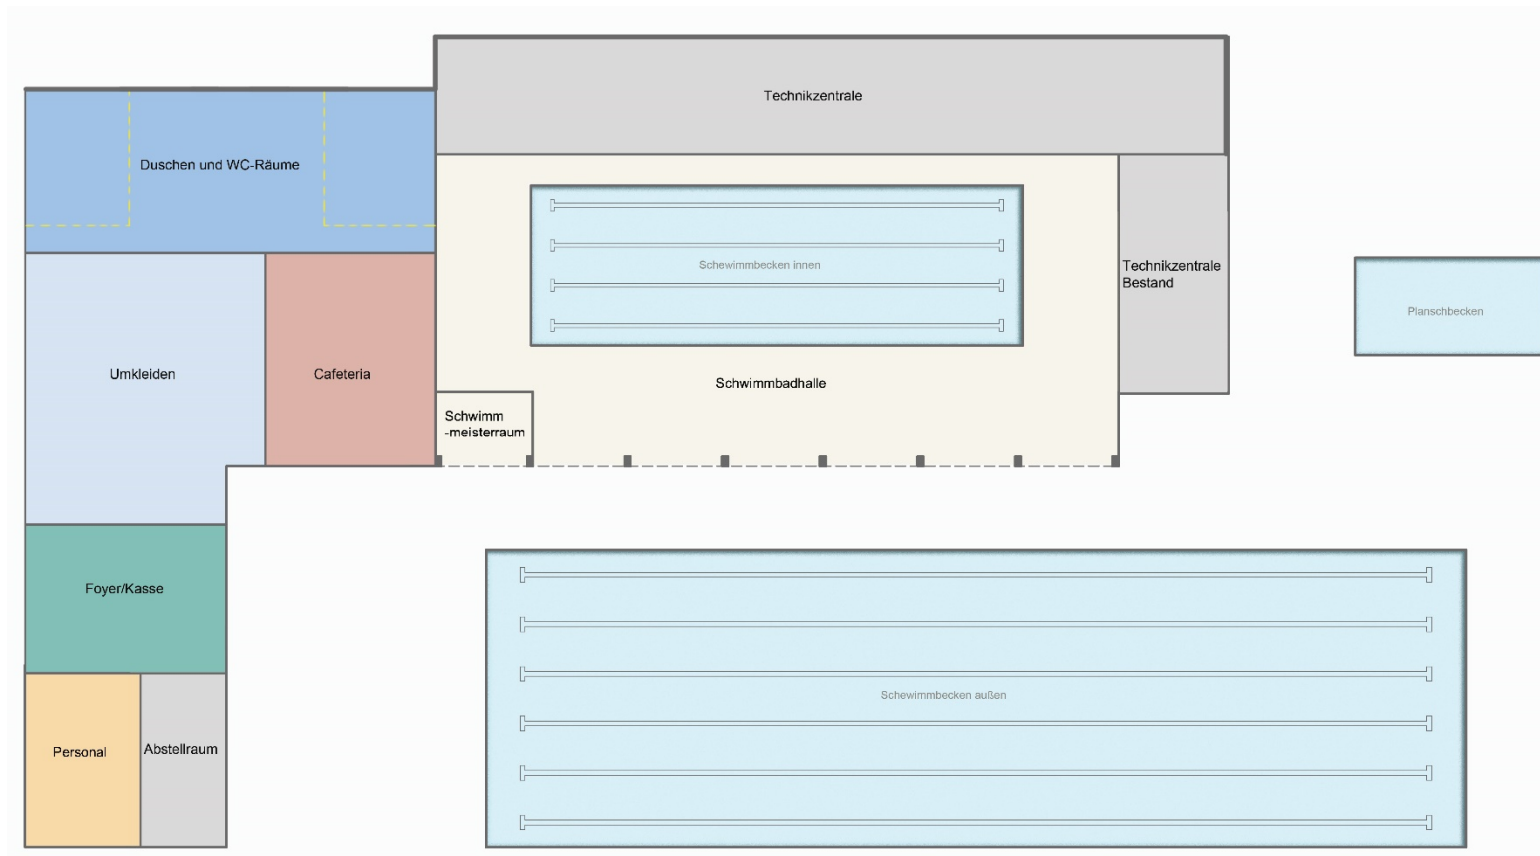 Technikzentrale
Duschen und WC-Räume
Schewimmbecken innen
Technikzentrale
Bestand
Planschbecken
Umkleiden
Cafeteria
Schwimmbadhalle
Schwimm
-meisterraum
Foyer/Kasse
Schewimmbecken außen
Personal
Abstellraum